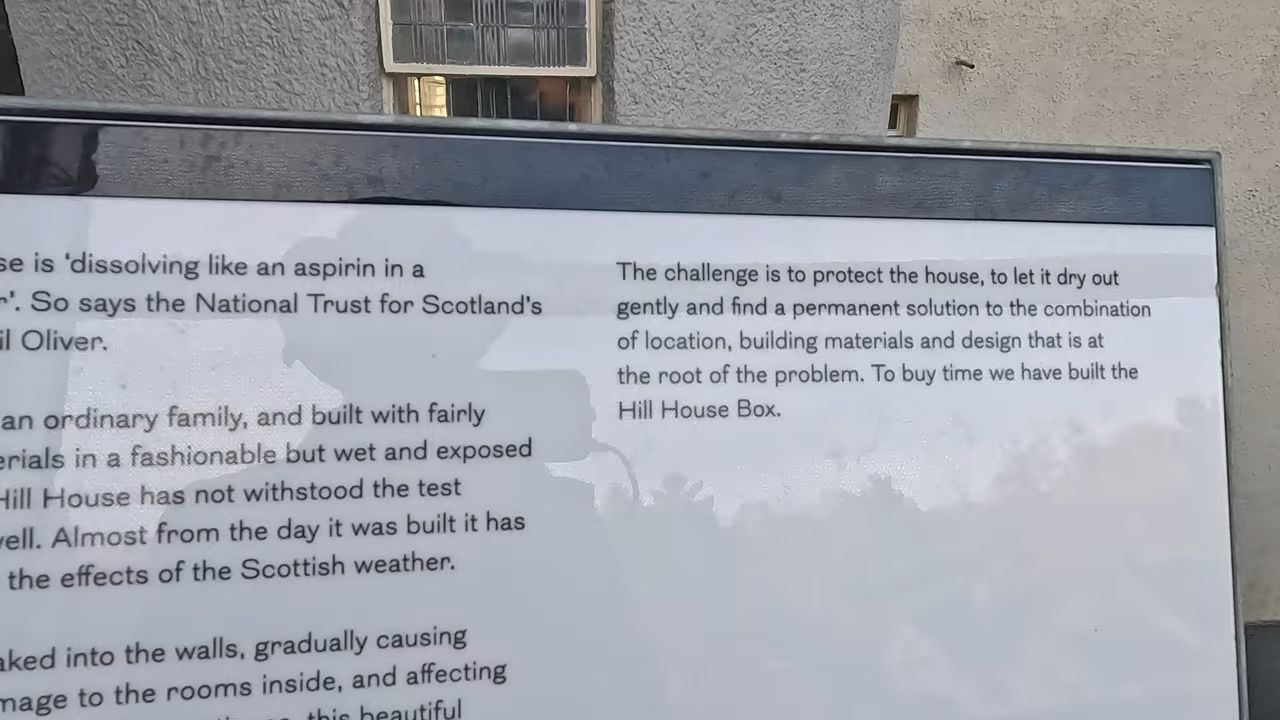 se is 'dissolving like an aspirin in a
r'. So says the National Trust for Scotland's
il Oliver.
an ordinary family, and built with fairly
erials in a fashionable but wet and exposed
Hill House has not withstood the test
ell. Almost from the day it was built it has
the effects of the Scottish weather.
aked into the walls, gradually causing
mage to the rooms inside, and affecting
this beautiful
The challenge is to protect the house, to let it dry out
gently and find a permanent solution to the combination
of location, building materials and design that is at
the root of the problem. To buy time we have built the
Hill House Box.